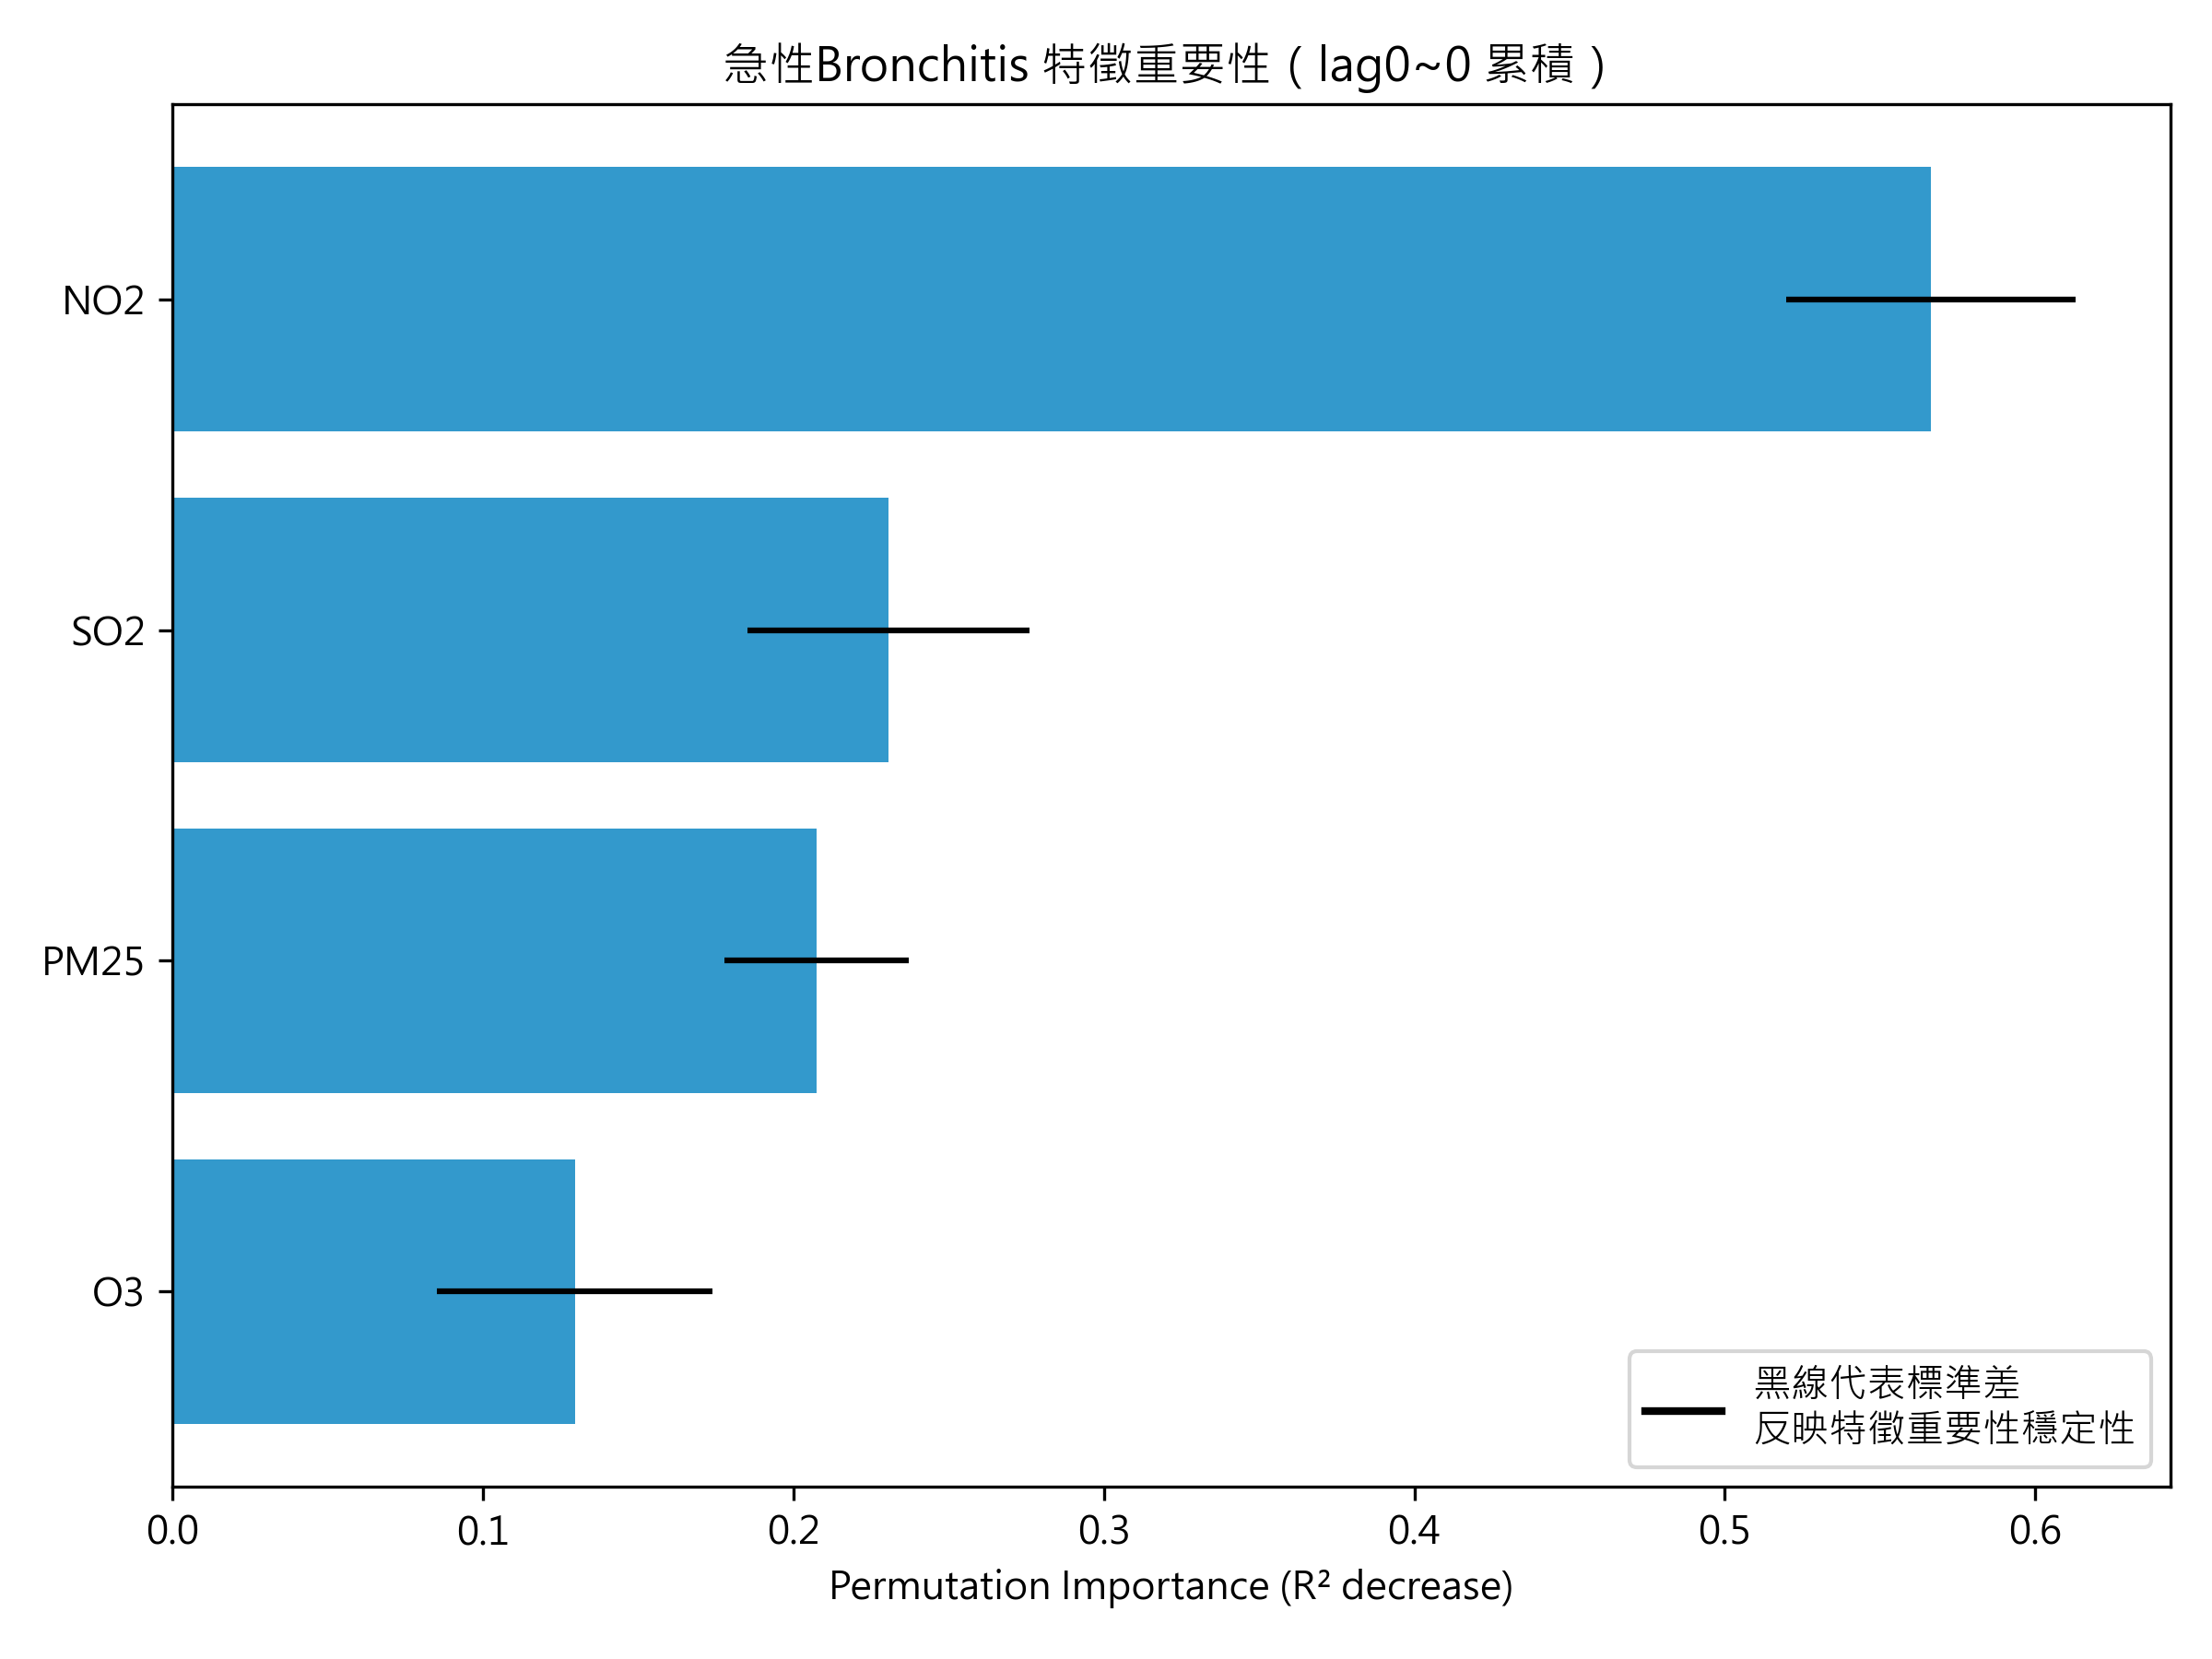 急性Bronchitis 特徵重要性（lag0~0 累積）
NO2
SO2
PM25
O3
黑線代表標準差
反映特徵重要性穩定性
0.0 0.1 0.2 0.3 0.4 0.5 0.6
Permutation Importance (R² decrease)